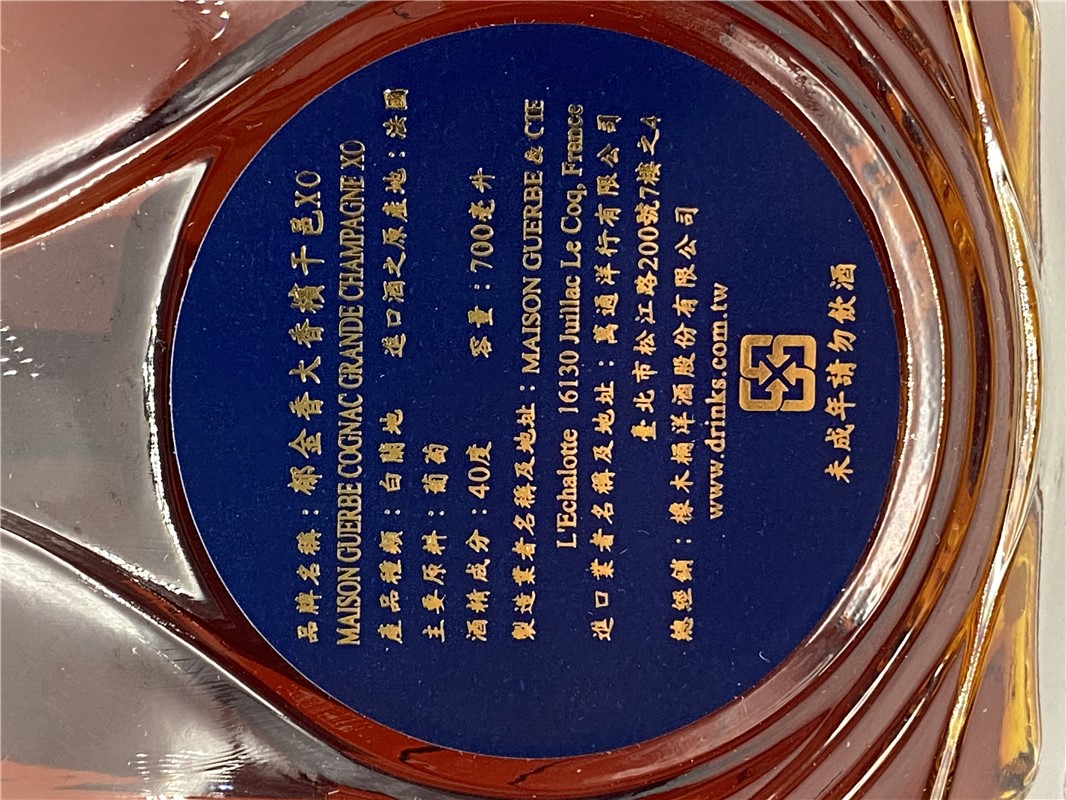 品牌名稱：郁金香大香檳干邑XO
MAISON GUERBE COGNAC GRANDE CHAMPAGNE XO
產品種類：白蘭地 進口酒之原產地：法國
主要原料：葡萄
酒精成分：40度 容量：700毫升
製造業者名稱及地址：MAISON GUERBE & CIE
L'Echalotte 16130 Juillac Le Coq, France
進口業者名稱及地址：萬通洋行有限公司
臺北市松江路200號7樓之4
總經銷：橡木桶洋酒股份有限公司
www.drinks.com.tw
未成年請勿飲酒